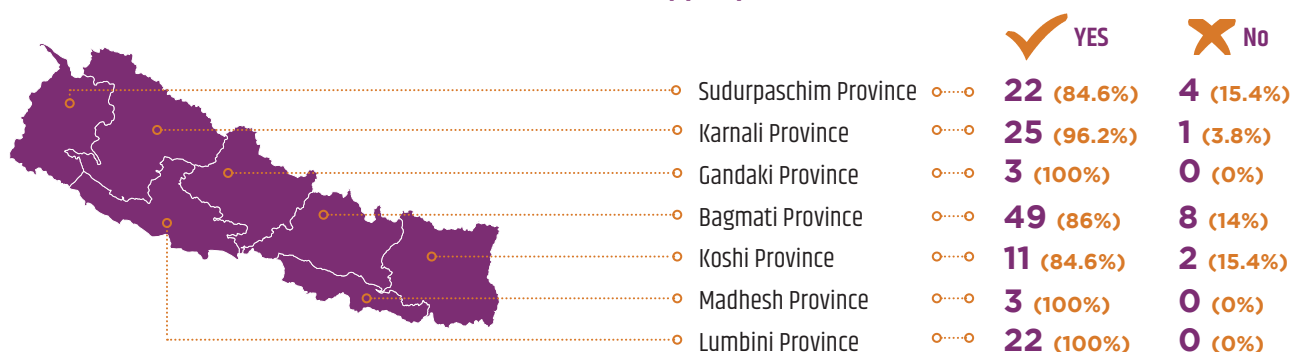 YES No
Sudurpaschim Province 22 (84.6%) 4 (15.4%)
Karnali Province 25 (96.2%) 1 (3.8%)
Gandaki Province 3 (100%) 0 (0%)
Bagmati Province 49 (86%) 8 (14%)
Koshi Province 11 (84.6%) 2 (15.4%)
Madhesh Province 3 (100%) 0 (0%)
Lumbini Province 22 (100%) 0 (0%)